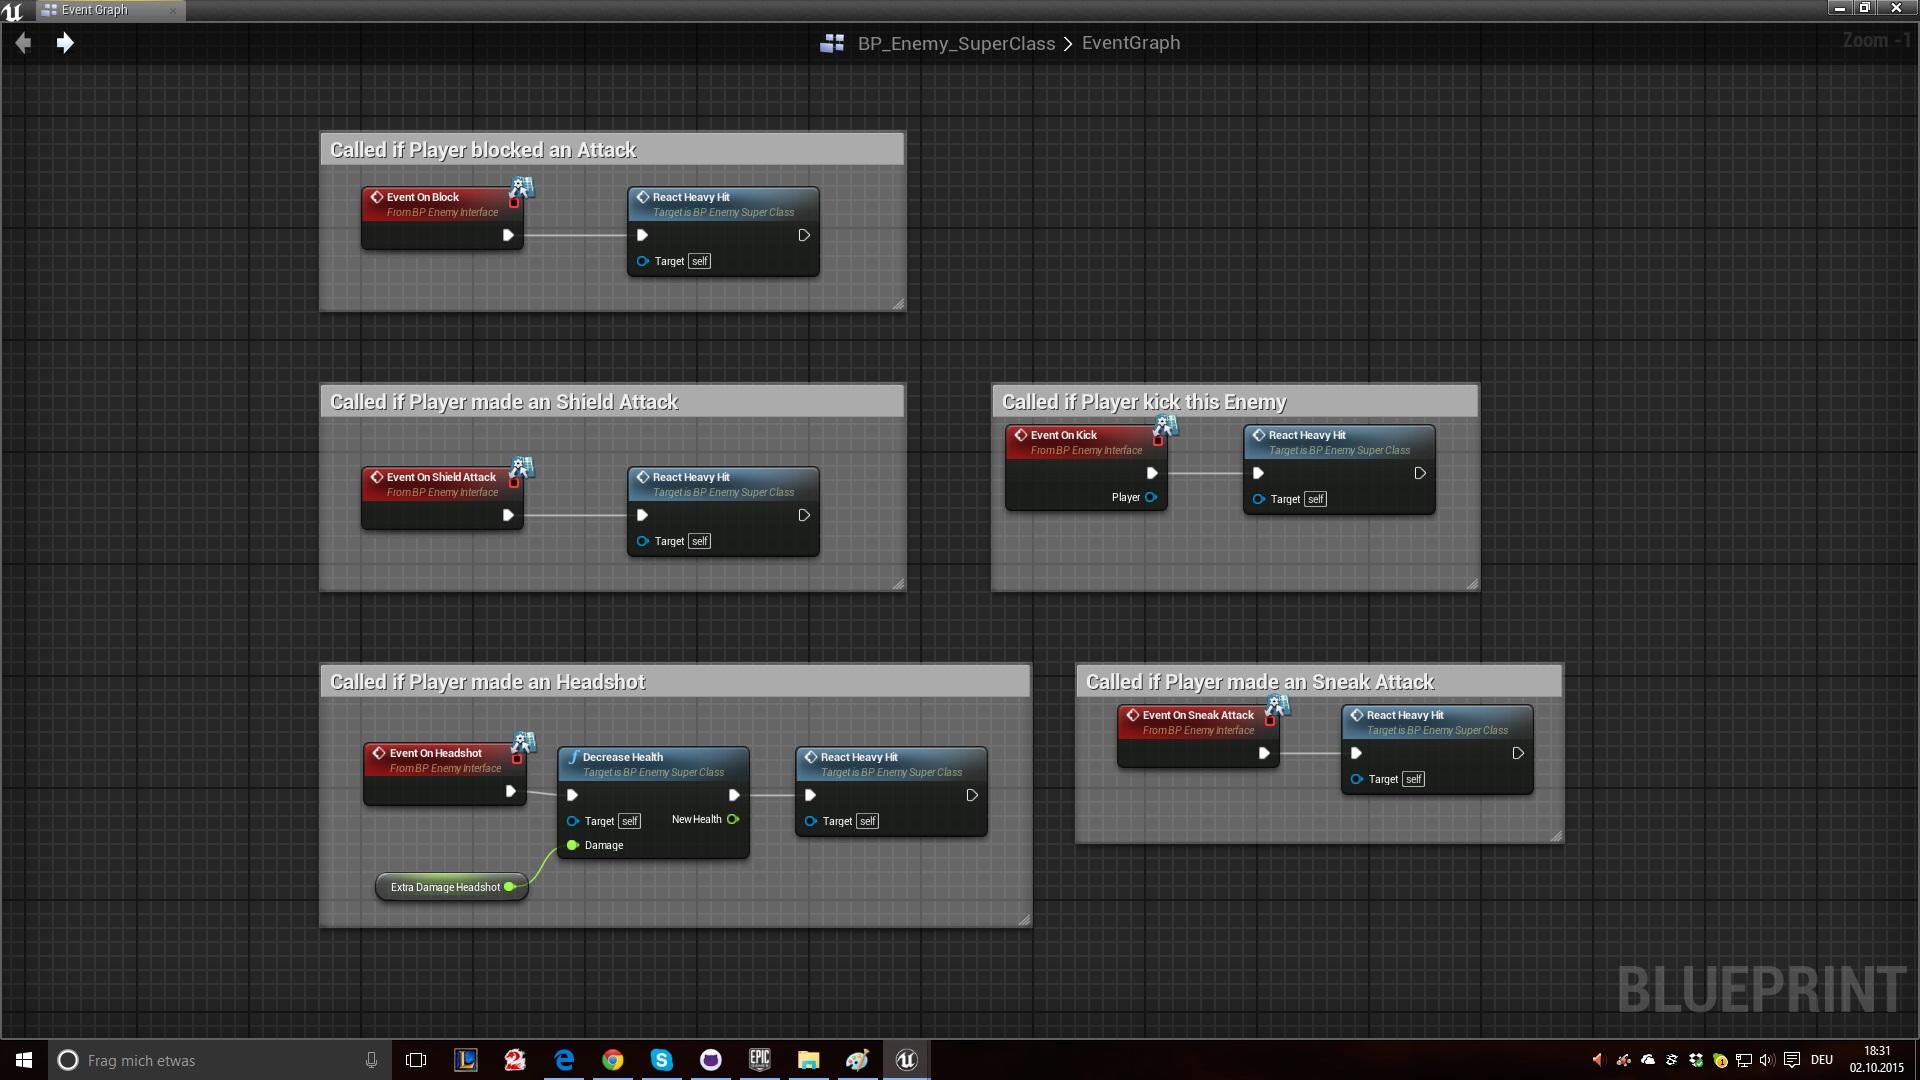 Event Graph
BP_Enemy_SuperClass > EventGraph
Zoom -1
Called if Player blocked an Attack
Event On Block
From BP Enemy Interface
React Heavy Hit
Target is BP Enemy Super Class
Target self
Called if Player made an Shield Attack
Event On Shield Attack
From BP Enemy Interface
React Heavy Hit
Target is BP Enemy Super Class
Target self
Called if Player kick this Enemy
Event On Kick
From BP Enemy Interface
Player
React Heavy Hit
Target is BP Enemy Super Class
Target self
Called if Player made an Headshot
Event On Headshot
From BP Enemy Interface
Decrease Health
Target is BP Enemy Super Class
Target self
New Health
Damage
Extra Damage Headshot
React Heavy Hit
Target is BP Enemy Super Class
Target self
Called if Player made an Sneak Attack
Event On Sneak Attack
From BP Enemy Interface
React Heavy Hit
Target is BP Enemy Super Class
Target self
BLUEPRINT
Frag mich etwas
EPIC
DEU
18:31
02.10.2015